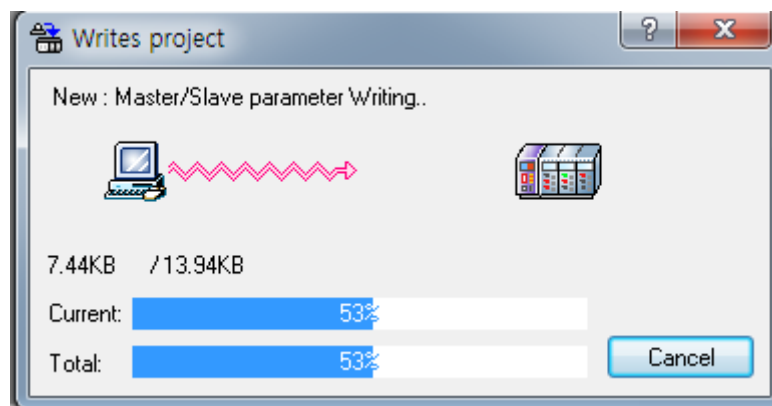 Writes project
New : Master/Slave parameter Writing..
7.44KB / 13.94KB
Current: 53%
Total: 53%
Cancel